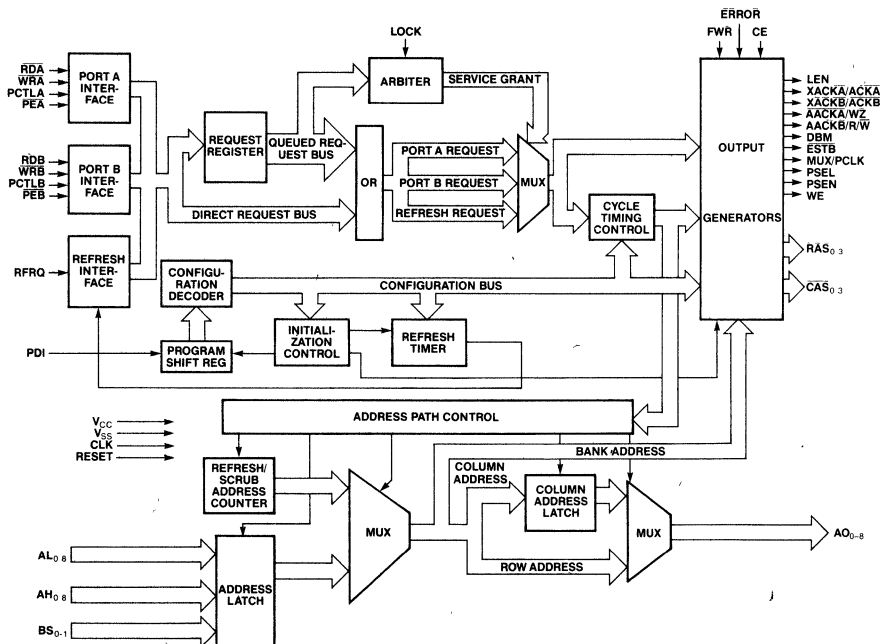 ERROR
LOCK
FWR CE
RDA
WRA
PCTLA
PEA
PORT A
INTER-
FACE
ARBITER
SERVICE GRANT
LEN
XACKA/ACKA
XACKB/ACKB
AACKA/WZ
AACKB/R/W
DBM
ESTB
MUX/PCLK
PSEL
PSEN
WE
OUTPUT
GENERATORS
RDB
WRB
PCTLB
PEB
PORT B
INTER-
FACE
REQUEST
REGISTER
QUEUED REQ-
UEST BUS
OR
PORT A REQUEST
PORT B REQUEST
REFRESH REQUEST
MUX
DIRECT REQUEST BUS
CYCLE
TIMING
CONTROL
RAS0 3
CAS0 3
RFRQ
REFRESH
INTER-
FACE
CONFIGU-
RATION
DECODER
CONFIGURATION BUS
PDI
PROGRAM
SHIFT REG
INITIALI-
ZATION
CONTROL
REFRESH
TIMER
VCC
VSS
CLK
RESET
ADDRESS PATH CONTROL
BANK ADDRESS
REFRESH/
SCRUB
ADDRESS
COUNTER
MUX
COLUMN
ADDRESS
COLUMN
ADDRESS
LATCH
MUX
ROW ADDRESS
AO0-8
AL0 8
AH0 8
BS0-1
ADDRESS
LATCH